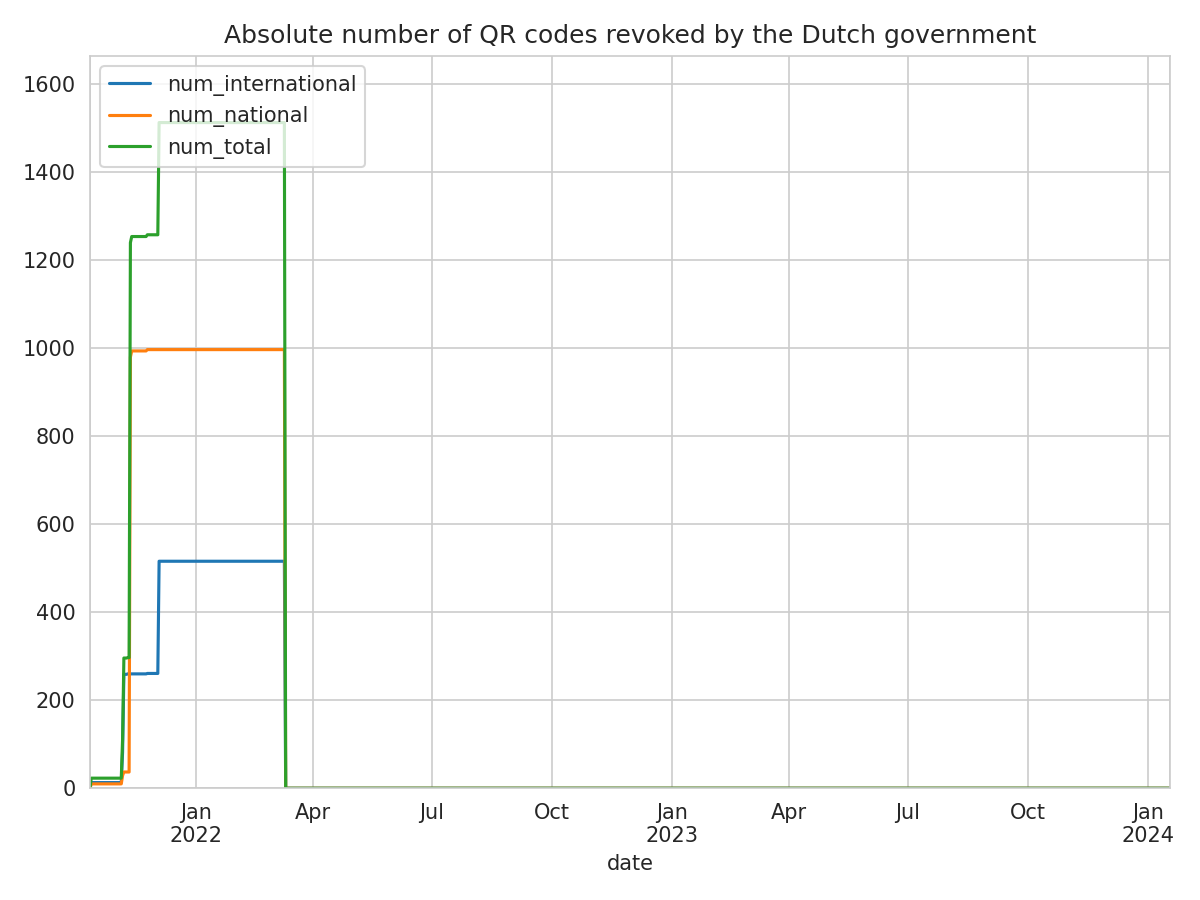 Absolute number of QR codes revoked by the Dutch government
num_international
num_national
num_total
1600
1400
1200
1000
800
600
400
200
0
Jan Apr Jul Oct Jan Apr Jul Oct Jan
2022 2023 2024
date